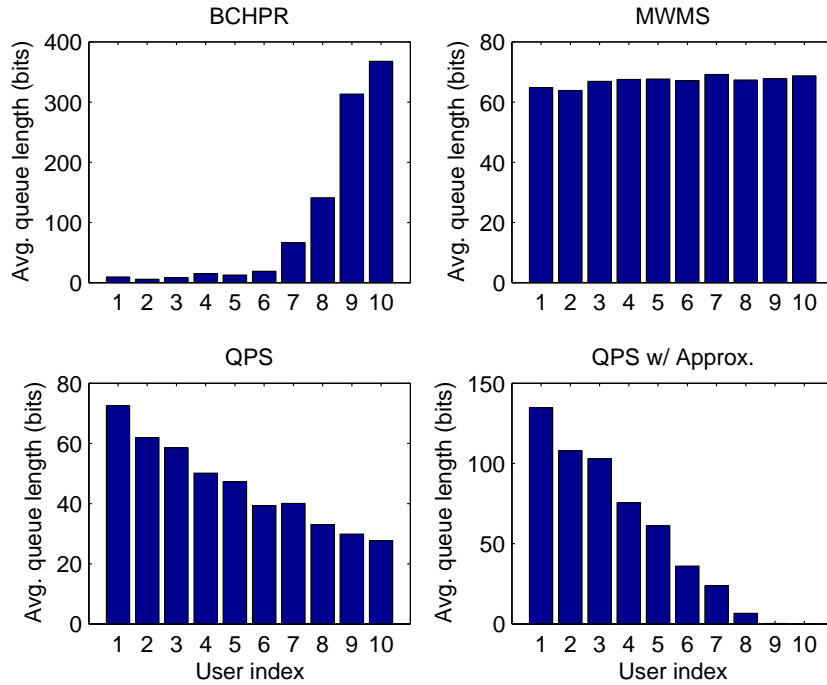 BCHPR
Avg. queue length (bits)
400
300
200
100
0
1 2 3 4 5 6 7 8 9 10
MWMS
Avg. queue length (bits)
80
60
40
20
0
1 2 3 4 5 6 7 8 9 10
QPS
Avg. queue length (bits)
80
60
40
20
0
1 2 3 4 5 6 7 8 9 10
User index
QPS w/ Approx.
Avg. queue length (bits)
150
100
50
0
1 2 3 4 5 6 7 8 9 10
User index